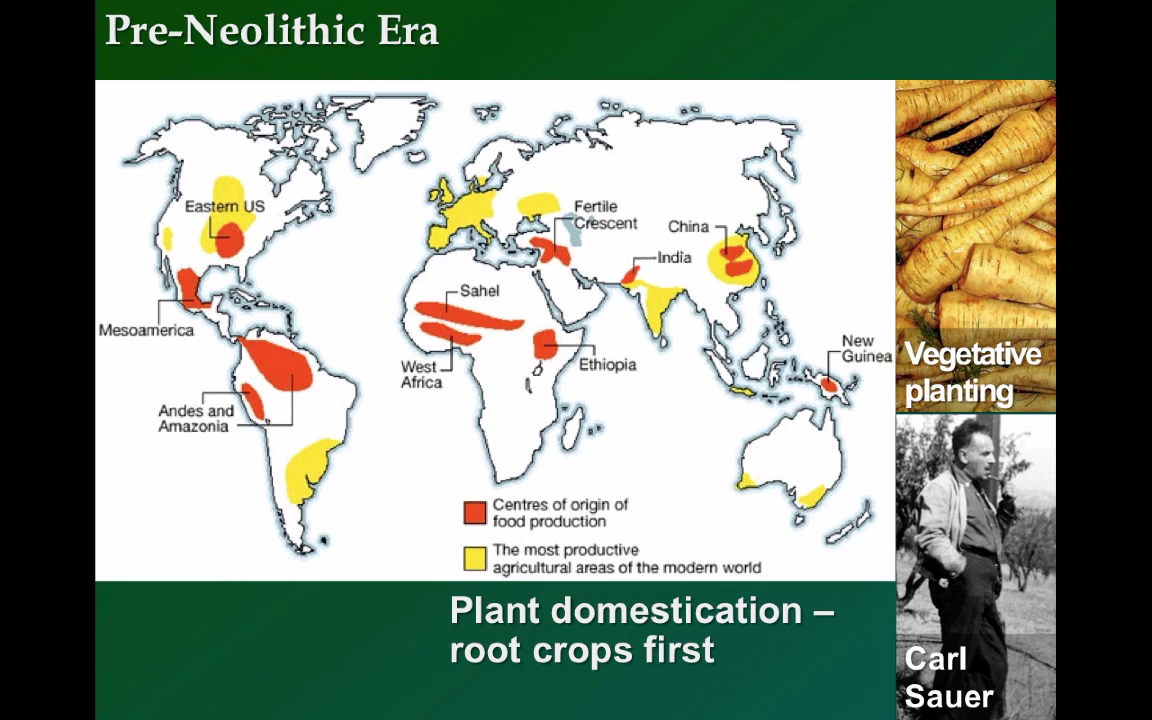 Pre-Neolithic Era
Eastern US
Fertile
Crescent
China
India
Sahel
Mesoamerica
New
Guinea
West
Africa
Ethiopia
Andes and
Amazonia
Centres of origin of
food production
The most productive
agricultural areas of the modern world
Vegetative
planting
Plant domestication –
root crops first
Carl
Sauer